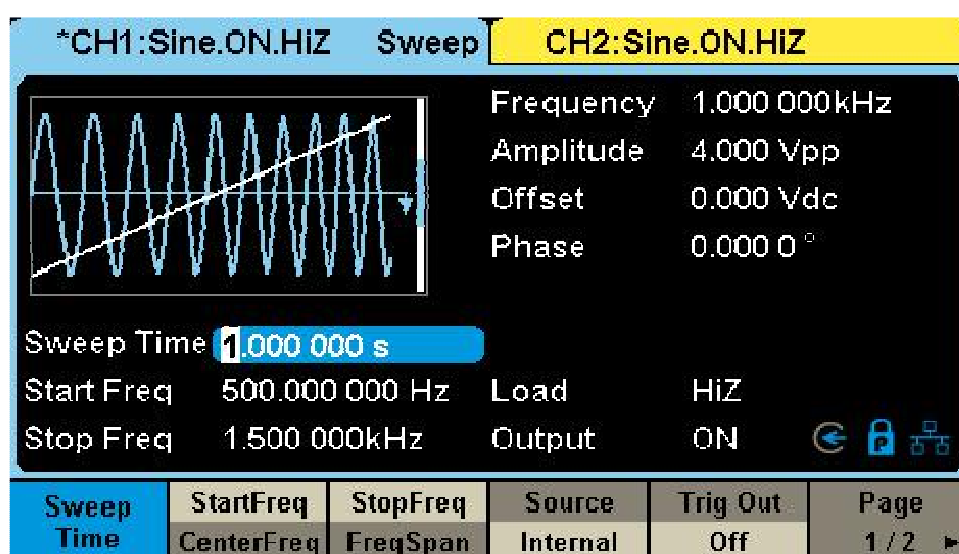 *CH1:Sine.ON.HiZ Sweep CH2:Sine.ON.HiZ
Frequency 1.000 000kHz
Amplitude 4.000 Vpp
Offset 0.000 Vdc
Phase 0.000 0 °
Sweep Time 1.000 000 s
Start Freq 500.000 000 Hz Load HiZ
Stop Freq 1.500 000kHz Output ON
Sweep Time StartFreq StopFreq Source Trig Out Page
CenterFreq FreqSpan Internal Off 1/2 ►